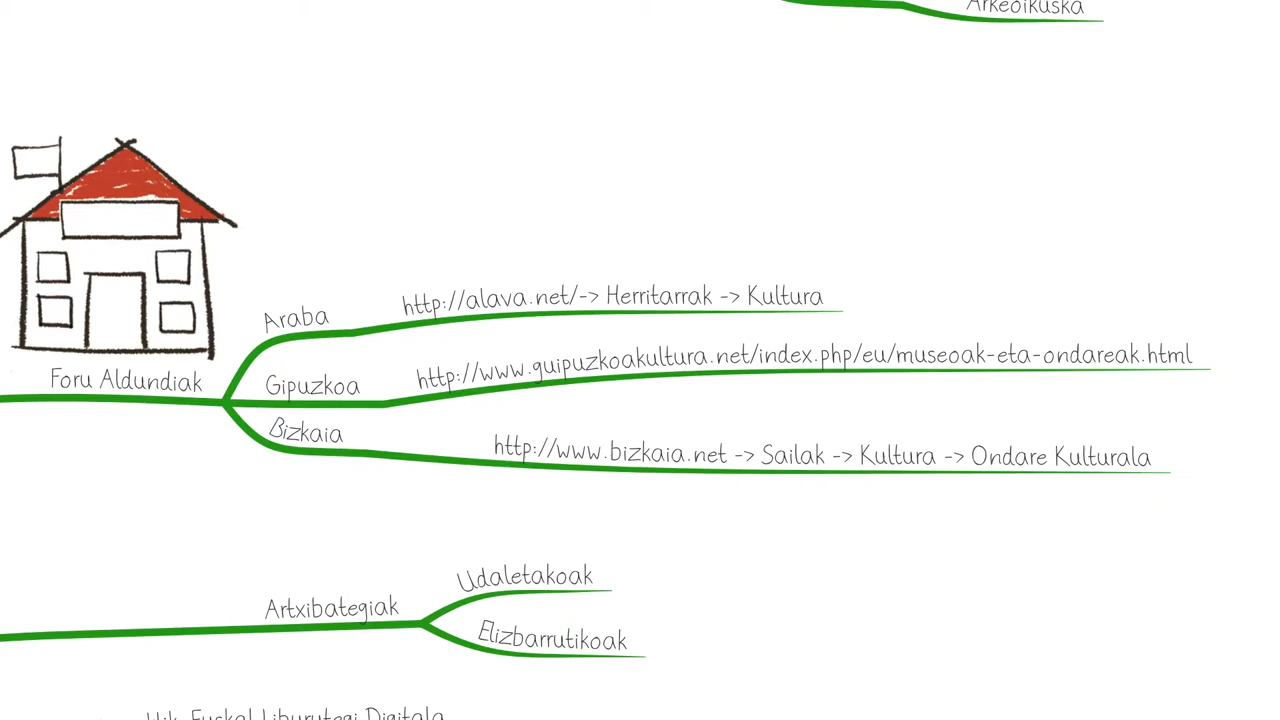 Arkeoikuska
Araba
http://alava.net/-> Herritarrak -> Kultura
Foru Aldundiak
Gipuzkoa
http://www.guipuzkoakultura.net/index.php/eu/museoak-eta-ondareak.html
Bizkaia
http://www.bizkaia.net -> Sailak -> Kultura -> Ondare Kulturala
Artxibategiak
Udaletakoak
Elizbarrutikoak
Euskal Liburutegi Digitala